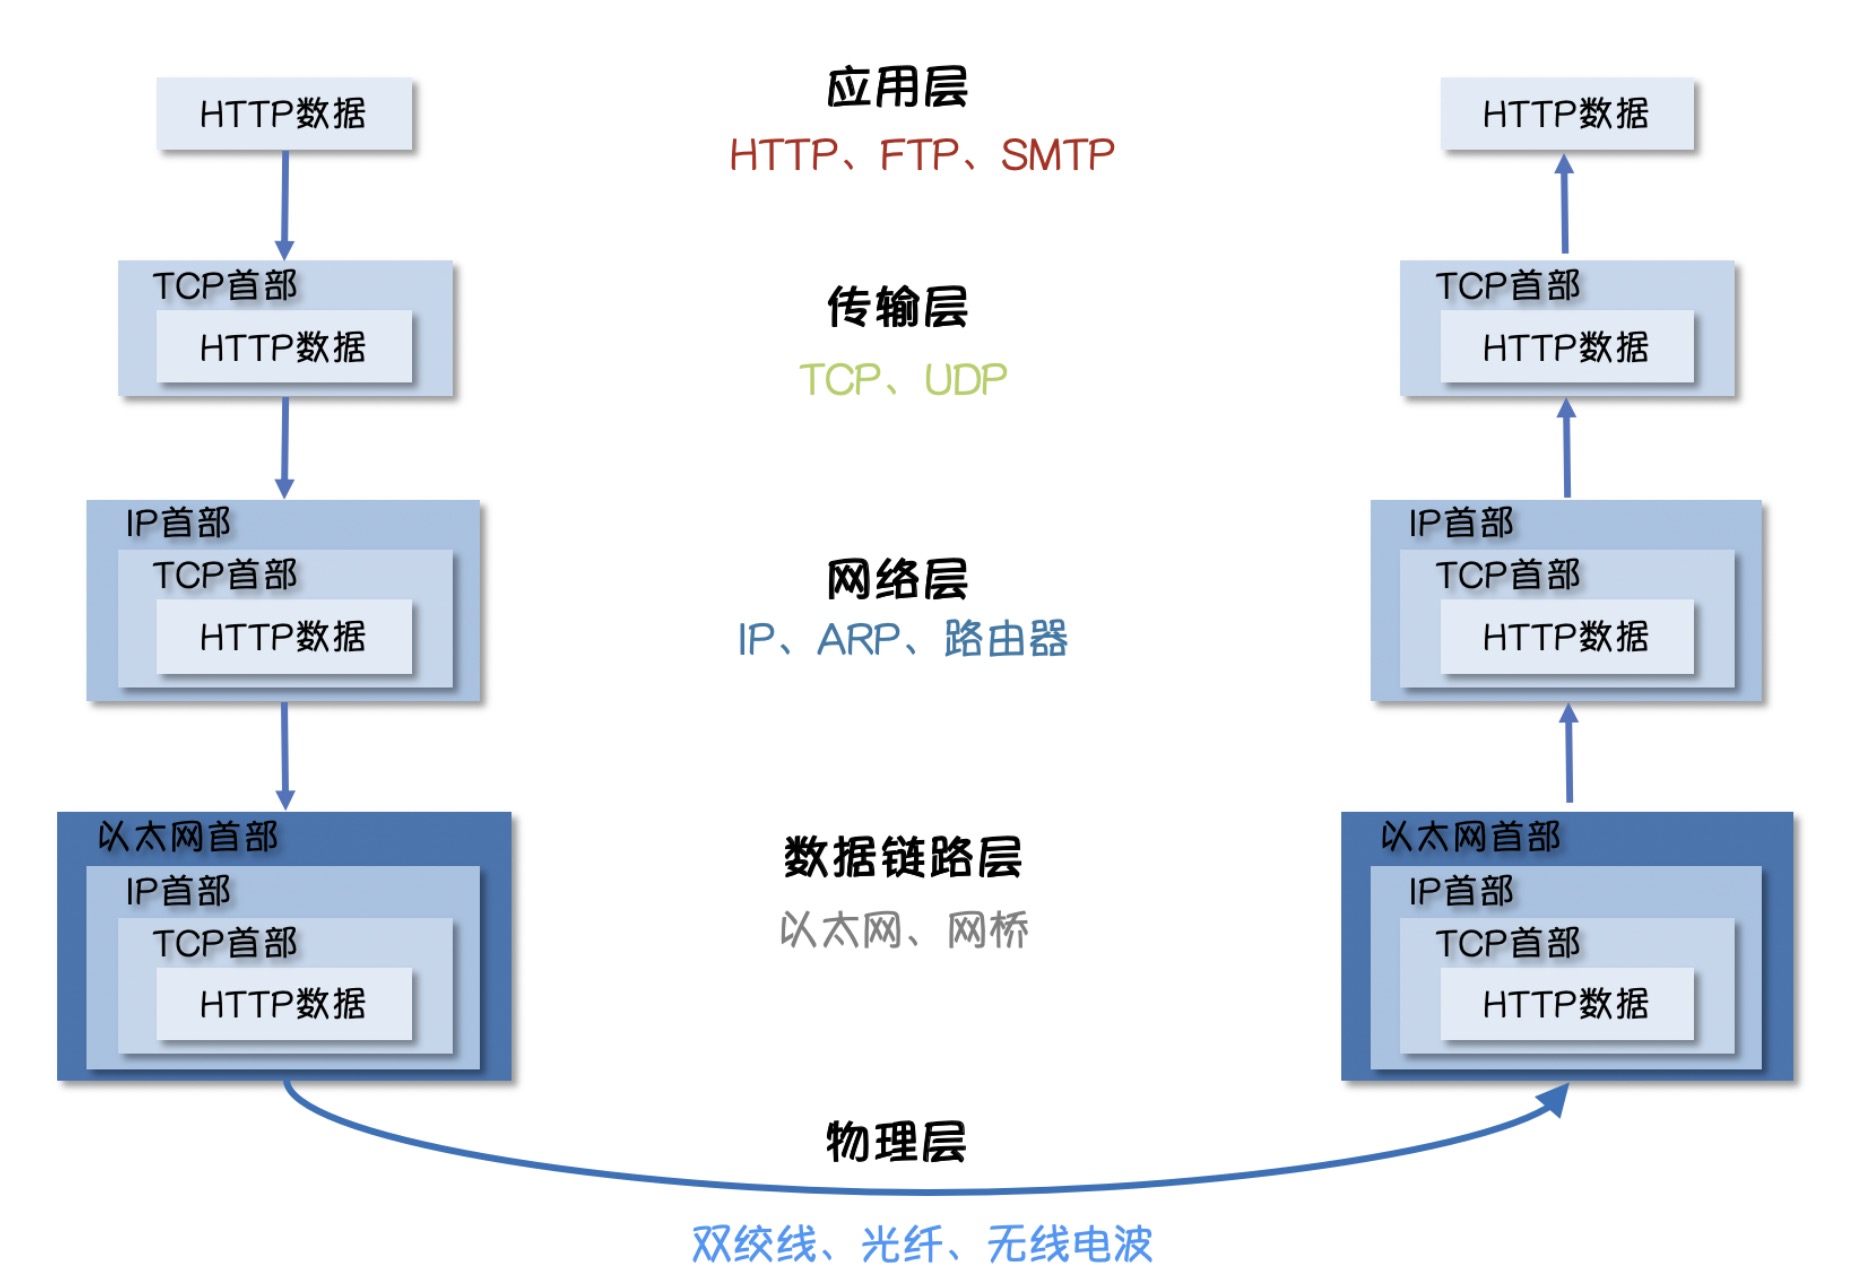 HTTP数据
TCP首部
HTTP数据
IP首部
TCP首部
HTTP数据
以太网首部
IP首部
TCP首部
HTTP数据
应用层
HTTP、FTP、SMTP
传输层
TCP、UDP
网络层
IP、ARP、路由器
数据链路层
以太网、网桥
物理层
双绞线、光纤、无线电波
HTTP数据
TCP首部
HTTP数据
IP首部
TCP首部
HTTP数据
以太网首部
IP首部
TCP首部
HTTP数据